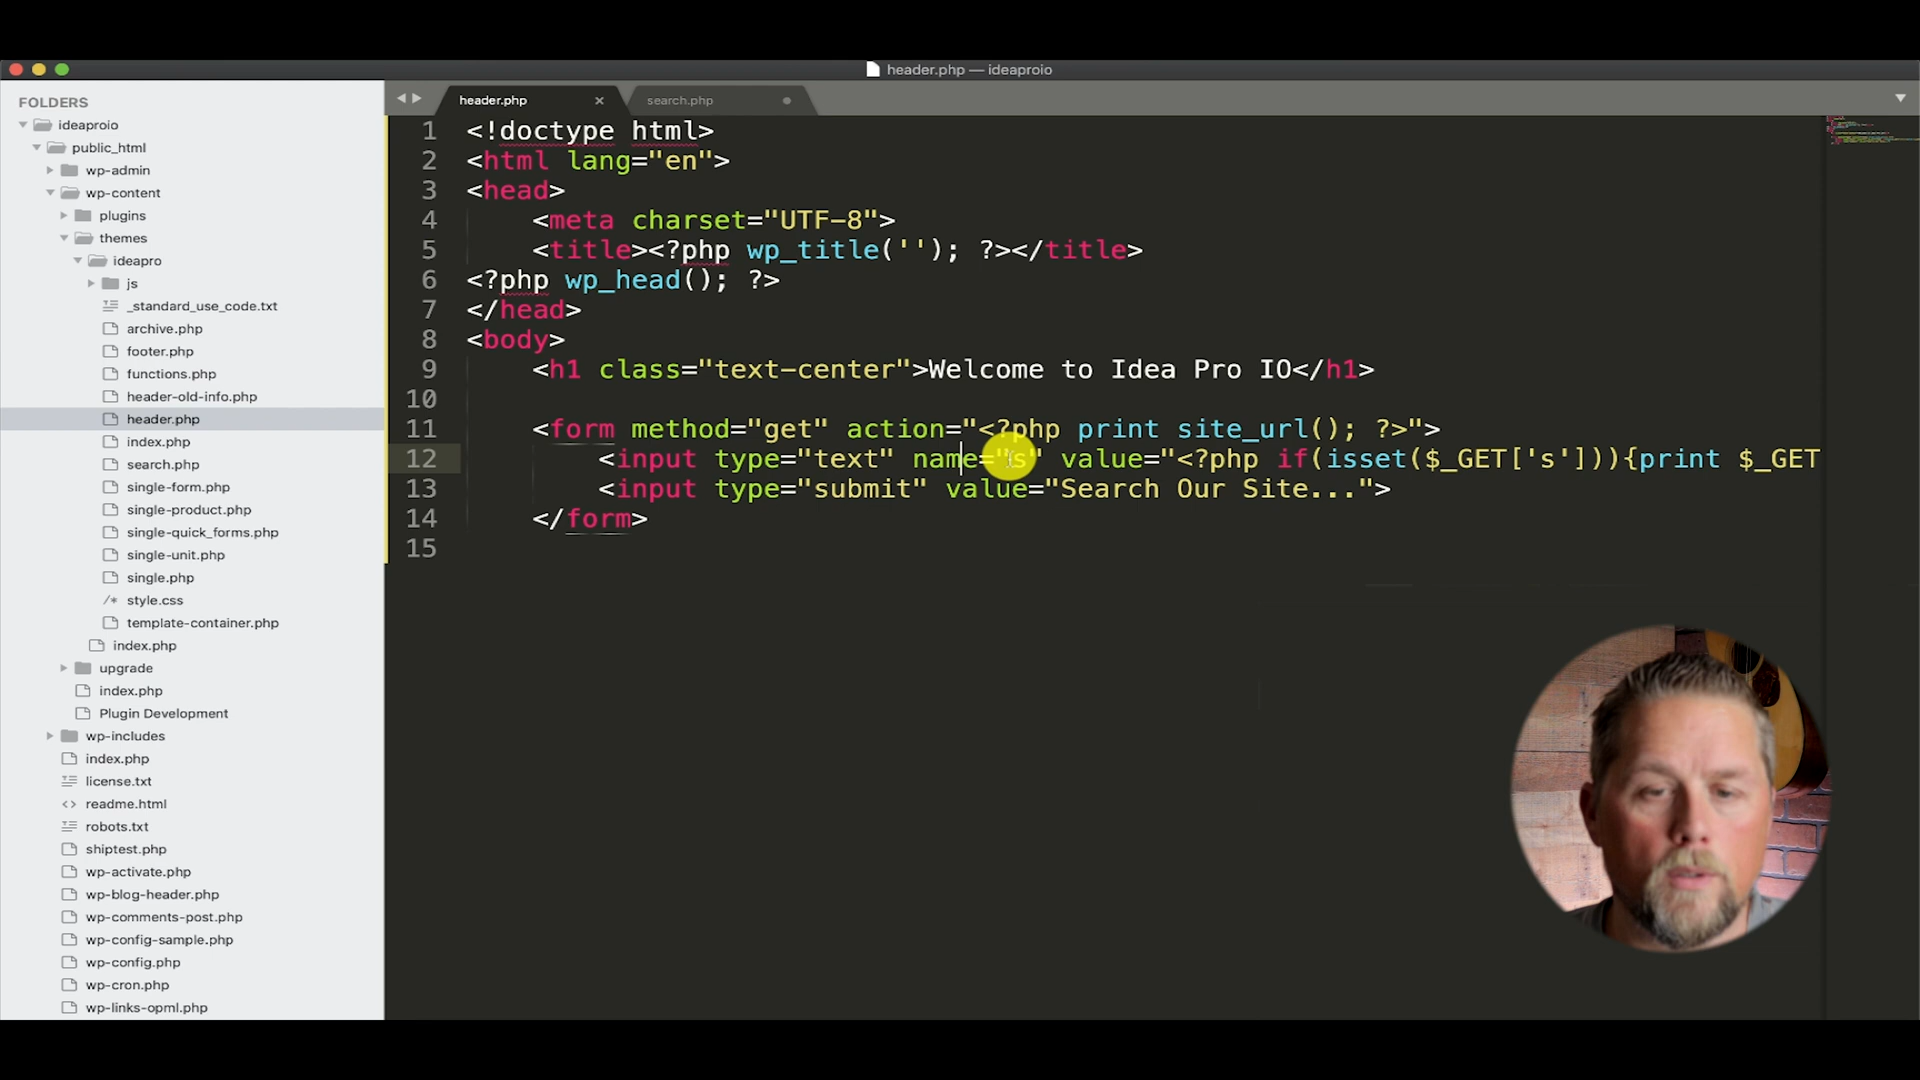 header.php — ideaproio
FOLDERS
ideaproio
public_html
wp-admin
wp-content
plugins
themes
ideapro
js
_standard_use_code.txt
archive.php
footer.php
functions.php
header-old-info.php
header.php
index.php
search.php
single-form.php
single-product.php
single-quick_forms.php
single-unit.php
single.php
/* style.css
template-container.php
index.php
upgrade
index.php
Plugin Development
wp-includes
index.php
license.txt
<> readme.html
robots.txt
shiptest.php
wp-activate.php
wp-blog-header.php
wp-comments-post.php
wp-config-sample.php
wp-config.php
wp-cron.php
wp-links-opml.php
header.php × search.php
1 <!doctype html>
2 <html lang="en">
3 <head>
4 <meta charset="UTF-8">
5 <title><?php wp_title(''); ?></title>
6 <?php wp_head(); ?>
7 </head>
8 <body>
9 <h1 class="text-center">Welcome to Idea Pro IO</h1>
10
11 <form method="get" action="<?php print site_url(); ?>">
12 <input type="text" name="s" value="<?php if(isset($_GET['s'])){print $_GET
13 <input type="submit" value="Search Our Site...">
14 </form>
15